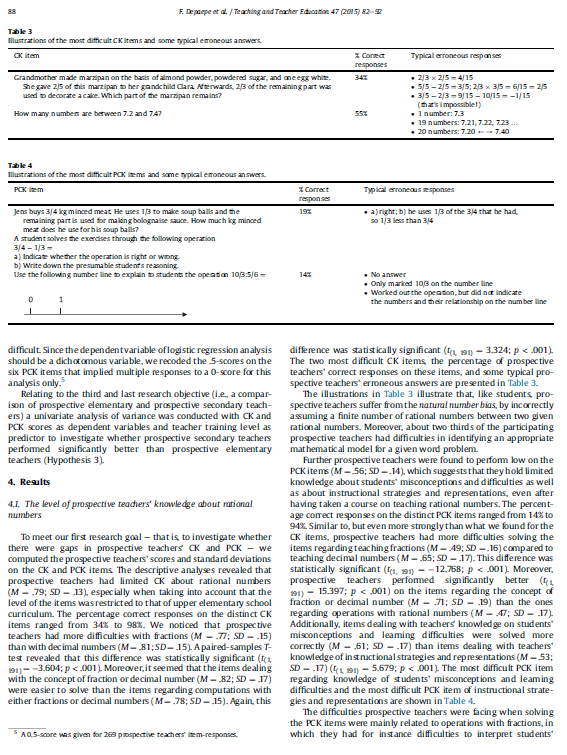 88
F. Depaepe et al. / Teaching and Teacher Education 47 (2015) 82–92
Table 3
Illustrations of the most difficult CK items and some typical erroneous answers.
CK item
% Correct responses
Typical erroneous responses
Grandmother made marzipan on the basis of almond powder, powdered sugar, and one egg white.
She gave 2/5 of this marzipan to her grandchild Clara. Afterwards, 2/3 of the remaining part was
used to decorate a cake. Which part of the marzipan remains?
34%
• 2/3 × 2/5 = 4/15
• 5/5 − 2/5 = 3/5; 2/3 × 3/5 = 6/15 = 2/5
• 3/5 − 2/3 = 9/15 − 10/15 = −1/15
(that's impossible!)
How many numbers are between 7.2 and 7.4?
55%
• 1 number: 7.3
• 19 numbers: 7.21, 7.22, 7.23 ...
• 20 numbers: 7.20 ←→ 7.40
Table 4
Illustrations of the most difficult PCK items and some typical erroneous answers.
PCK item
% Correct responses
Typical erroneous responses
Jens buys 3/4 kg minced meat. He uses 1/3 to make soup balls and the
remaining part is used for making bolognaise sauce. How much kg minced
meat does he use for his soup balls?
A student solves the exercises through the following operation
3/4 − 1/3 =
a) Indicate whether the operation is right or wrong.
b) Write down the presumable student's reasoning.
19%
• a) right; b) he uses 1/3 of the 3/4 that he had,
so 1/3 less than 3/4
Use the following number line to explain to students the operation 10/3:5/6 =
14%
• No answer
• Only marked 10/3 on the number line
• Worked out the operation, but did not indicate
the numbers and their relationship on the number line
0 1
difficult. Since the dependent variable of logistic regression analysis
should be a dichotomous variable, we recoded the .5-scores on the
six PCK items that implied multiple responses to a 0-score for this
analysis only.5
Relating to the third and last research objective (i.e., a compar-
ison of prospective elementary and prospective secondary teach-
ers) a univariate analysis of variance was conducted with CK and
PCK scores as dependent variables and teacher training level as
predictor to investigate whether prospective secondary teachers
performed significantly better than prospective elementary
teachers (Hypothesis 3).
4. Results
4.1. The level of prospective teachers' knowledge about rational
numbers
To meet our first research goal – that is, to investigate whether
there were gaps in prospective teachers' CK and PCK – we
computed the prospective teachers' scores and standard deviations
on the CK and PCK items. The descriptive analyses revealed that
prospective teachers had limited CK about rational numbers
(M = .79; SD = .13), especially when taking into account that the
level of the items was restricted to that of upper elementary school
curriculum. The percentage correct responses on the distinct CK
items ranged from 34% to 98%. We noticed that prospective
teachers had more difficulties with fractions (M = .77; SD = .15)
than with decimal numbers (M = .81; SD = .15). A paired-samples T-
test revealed that this difference was statistically significant (t(1,
191) = −3.604; p < .001). Moreover, it seemed that the items dealing
with the concept of fraction or decimal number (M = .82; SD = .17)
were easier to solve than the items regarding computations with
either fractions or decimal numbers (M = .78; SD = .15). Again, this
5 A 0.5-score was given for 269 prospective teachers' item-responses.
difference was statistically significant (t(1, 191) = 3.324; p < .001).
The two most difficult CK items, the percentage of prospective
teachers' correct responses on these items, and some typical pro-
spective teachers' erroneous answers are presented in Table 3.
The illustrations in Table 3 illustrate that, like students, pro-
spective teachers suffer from the natural number bias, by incorrectly
assuming a finite number of rational numbers between two given
rational numbers. Moreover, about two thirds of the participating
prospective teachers had difficulties in identifying an appropriate
mathematical model for a given word problem.
Further prospective teachers were found to perform low on the
PCK items (M = .56; SD = .14), which suggests that they hold limited
knowledge about students' misconceptions and difficulties as well
as about instructional strategies and representations, even after
having taken a course on teaching rational numbers. The percent-
age correct responses on the distinct PCK items ranged from 14% to
94%. Similar to, but even more strongly than what we found for the
CK items, prospective teachers had more difficulties solving the
items regarding teaching fractions (M = .49; SD = .16) compared to
teaching decimal numbers (M = .65; SD = .17). This difference was
statistically significant (t(1, 191) = −12.768; p < .001). Moreover,
prospective teachers performed significantly better (t(1,
191) = 15.397; p < .001) on the items regarding the concept of
fraction or decimal number (M = .71; SD = .19) than the ones
regarding operations with rational numbers (M = .47; SD = .17).
Additionally, items dealing with teachers' knowledge on students'
misconceptions and learning difficulties were solved more
correctly (M = .61; SD = .17) than items dealing with teachers'
knowledge of instructional strategies and representations (M = .53;
SD = .17) (t(1, 191) = 5.679; p < .001). The most difficult PCK item
regarding knowledge of students' misconceptions and learning
difficulties and the most difficult PCK item of instructional strate-
gies and representations are shown in Table 4.
The difficulties prospective teachers were facing when solving
the PCK items were mainly related to operations with fractions, in
which they had for instance difficulties to interpret students'